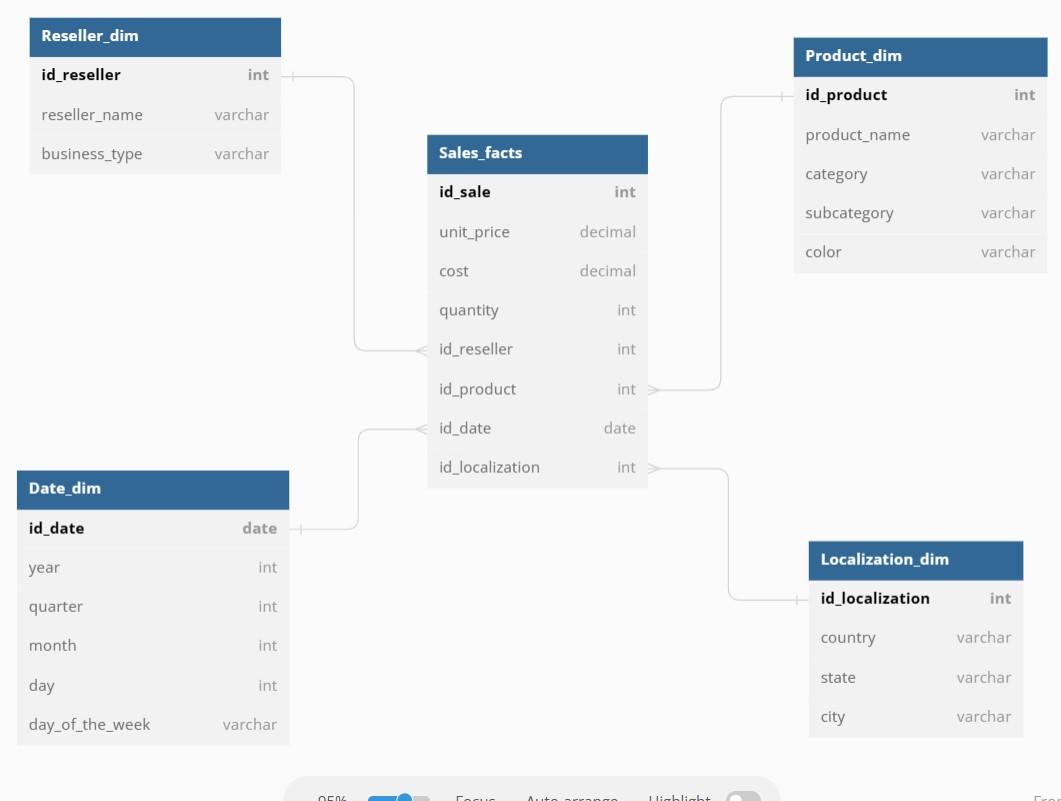 Reseller_dim
id_reseller int
reseller_name varchar
business_type varchar
Product_dim
id_product int
product_name varchar
category varchar
subcategory varchar
color varchar
Sales_facts
id_sale int
unit_price decimal
cost decimal
quantity int
id_reseller int
id_product int
id_date date
id_localization int
Date_dim
id_date date
year int
quarter int
month int
day int
day_of_the_week varchar
Localization_dim
id_localization int
country varchar
state varchar
city varchar
95% Focus Auto-arrange Highlight